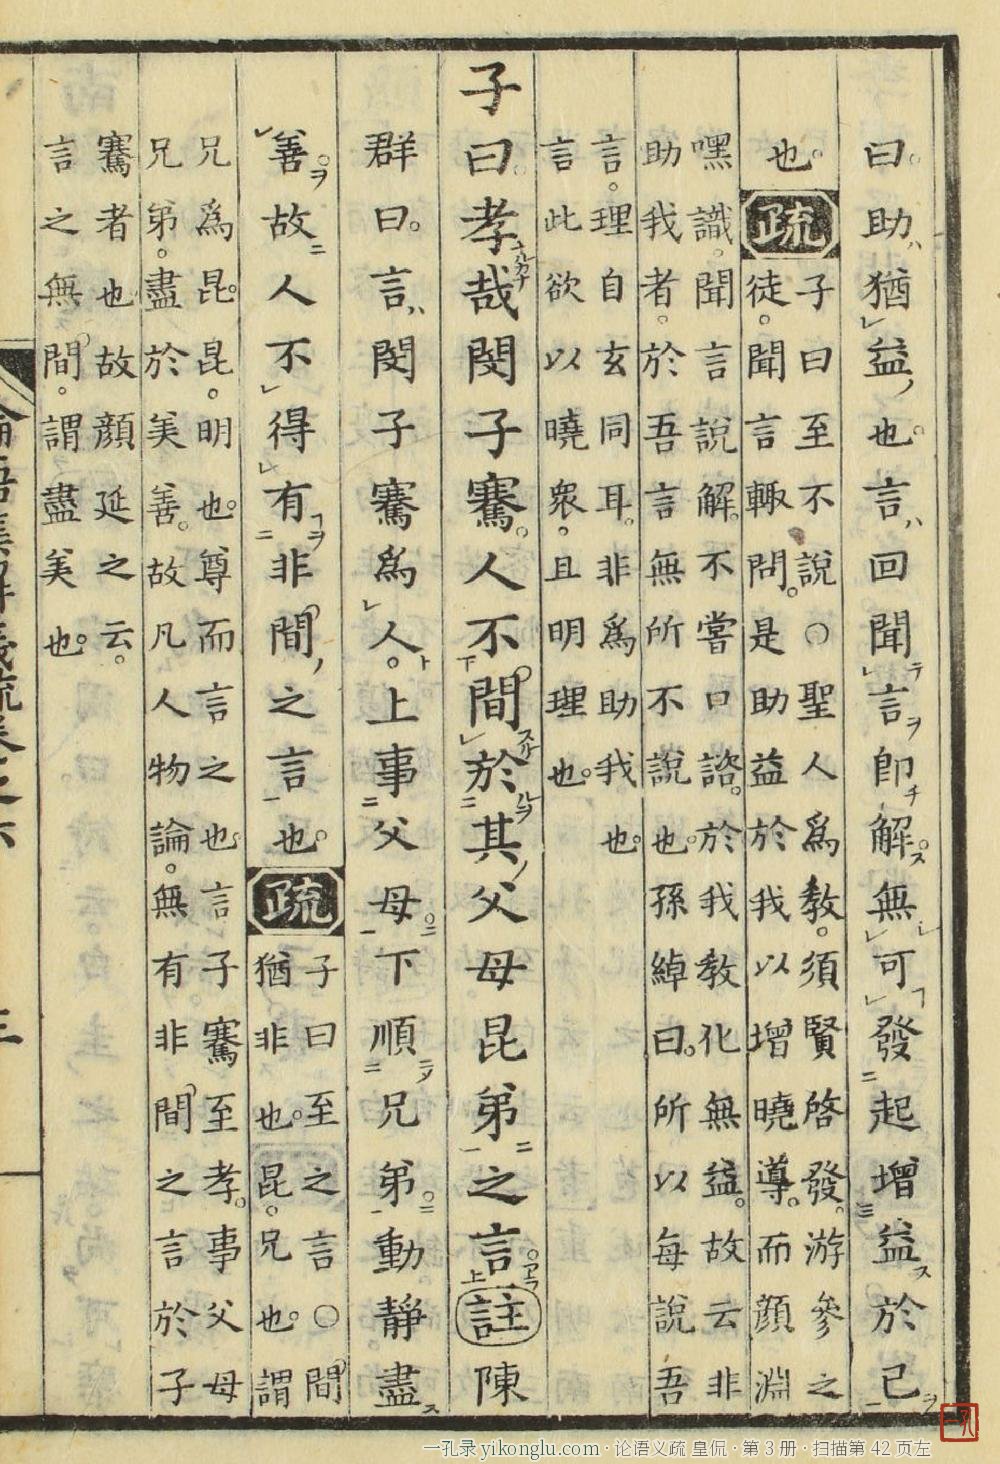 曰。助猶益也。言回聞言即解。無可發起增益於己
也。疏子曰至不說〇聖人爲教。須賢啓發。游參之
徒。聞言輙問。是助益於我以增曉導。而顔淵
嘿識。聞言說解。不嘗口諮。於我教化無益。故云非
助我者。於吾言無所不說也。孫綽曰。所以每說吾
言。理自玄同耳。非爲助我也。
言此欲以曉衆。且明理也。
子曰。孝哉閔子騫。人不間於其父母昆弟之言註陳
群曰。言閔子騫爲人。上事父母。下順兄弟。動靜盡
善。故人不得有非間之言也。疏子曰至之言〇間
猶非也。昆。兄也。謂
兄爲昆。昆。明也。尊而言之也。言子騫至孝。事父母
兄弟。盡於美善。故凡人物論。無有非間之言於子
騫者也故顔延之云。
言之無間。謂盡美也。
論語集解義疏卷之六
一孔录 yikonglu.com · 论语义疏 皇侃 · 第 3 册 · 扫描第 42 页左